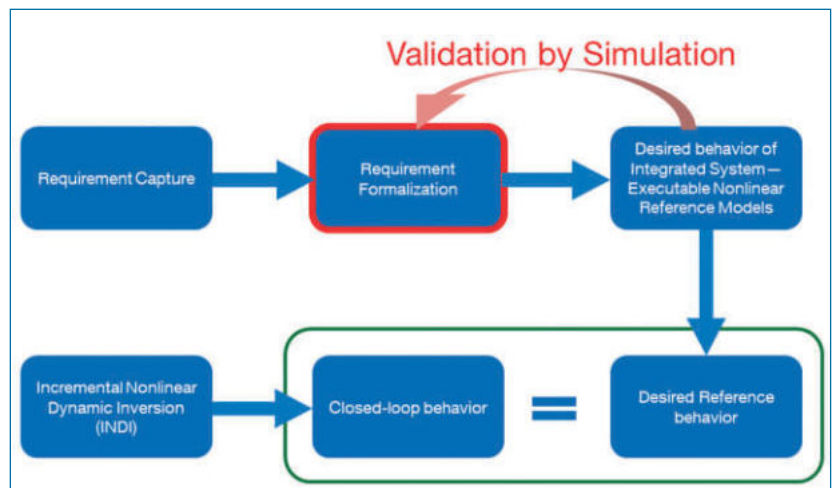 Validation by Simulation
Requirement Capture
Requirement
Formalization
Desired behavior of
Integrated System—
Executable Nonlinear
Reference Models
Incremental Nonlinear
Dynamic Inversion
(INDI)
Closed-loop behavior
=
Desired Reference
behavior